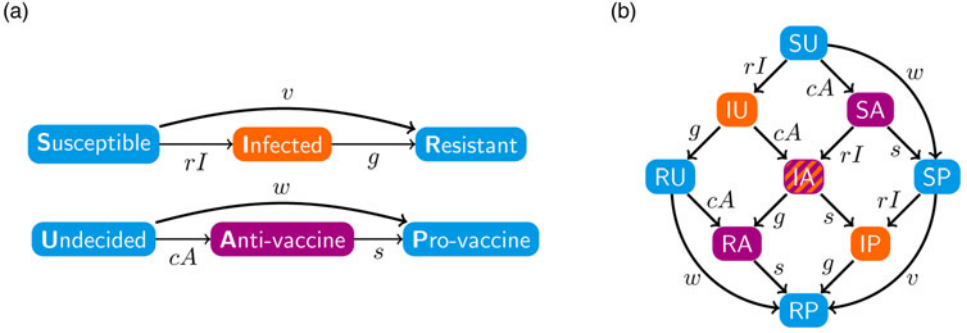 (a)
v
Susceptible
rI
Infected
g
Resistant
w
Undecided
cA
Anti-vaccine
s
Pro-vaccine
(b)
SU
rI
cA
w
IU
SA
g
cA
rI
s
RU
IA
SP
cA
g
s
rI
RA
IP
w
s
g
v
RP